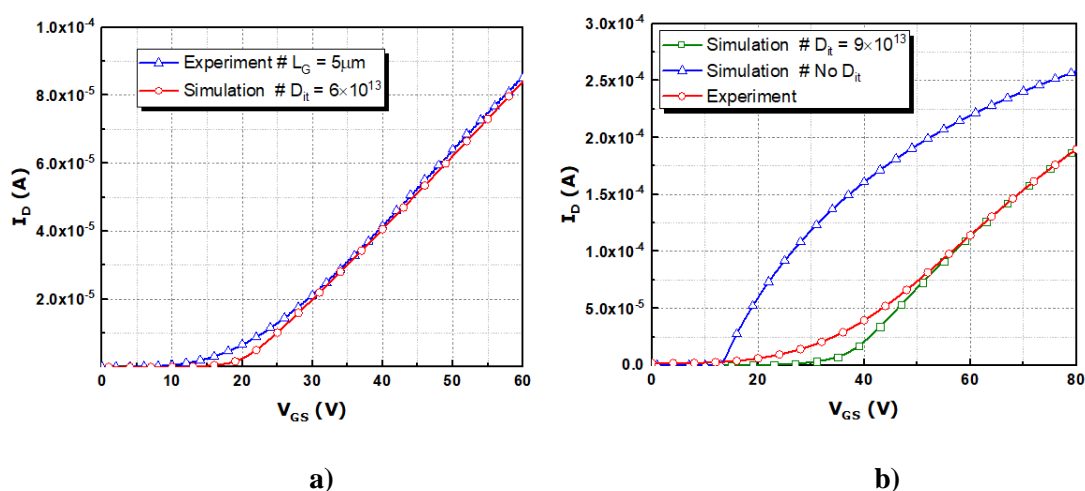 1.0x10⁻⁴
8.0x10⁻⁵
6.0x10⁻⁵
4.0x10⁻⁵
2.0x10⁻⁵
I_D (A)
Experiment # L_G = 5μm
Simulation # D_it = 6×10¹³
0 10 20 30 40 50 60
V_GS (V)
a)
3.0x10⁻⁴
2.5x10⁻⁴
2.0x10⁻⁴
1.5x10⁻⁴
1.0x10⁻⁴
5.0x10⁻⁵
0.0
I_D (A)
Simulation # D_it = 9×10¹³
Simulation # No D_it
Experiment
0 20 40 60 80
V_GS (V)
b)